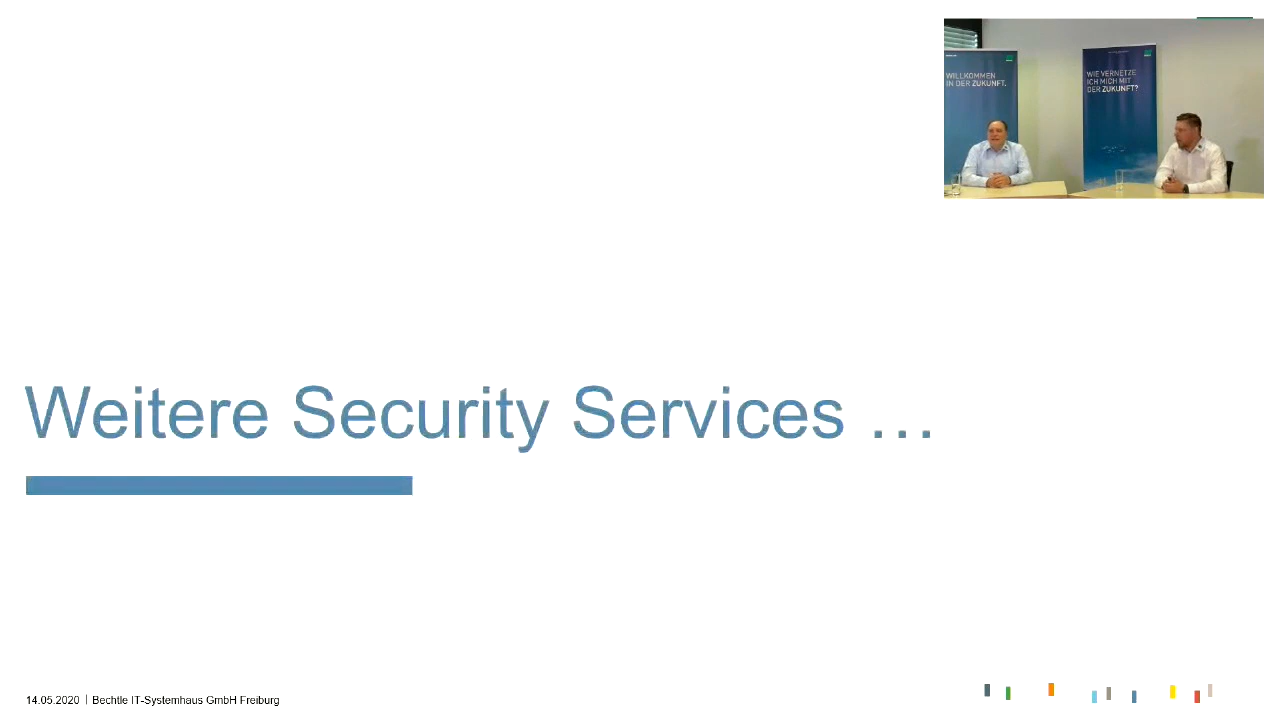 WILLKOMMEN
IN DER ZUKUNFT.
WIE VERNETZE
ICH MICH MIT
DER ZUKUNFT?
Weitere Security Services …
14.05.2020 | Bechtle IT-Systemhaus GmbH Freiburg